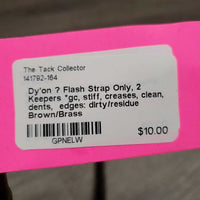 The Tack Collector
141792-164
Dy'on ? Flash Strap Only, 2
Keepers *gc, stiff, creases, clean,
dents, edges: dirty/residue
Brown/Brass
$10.00
GPNELW